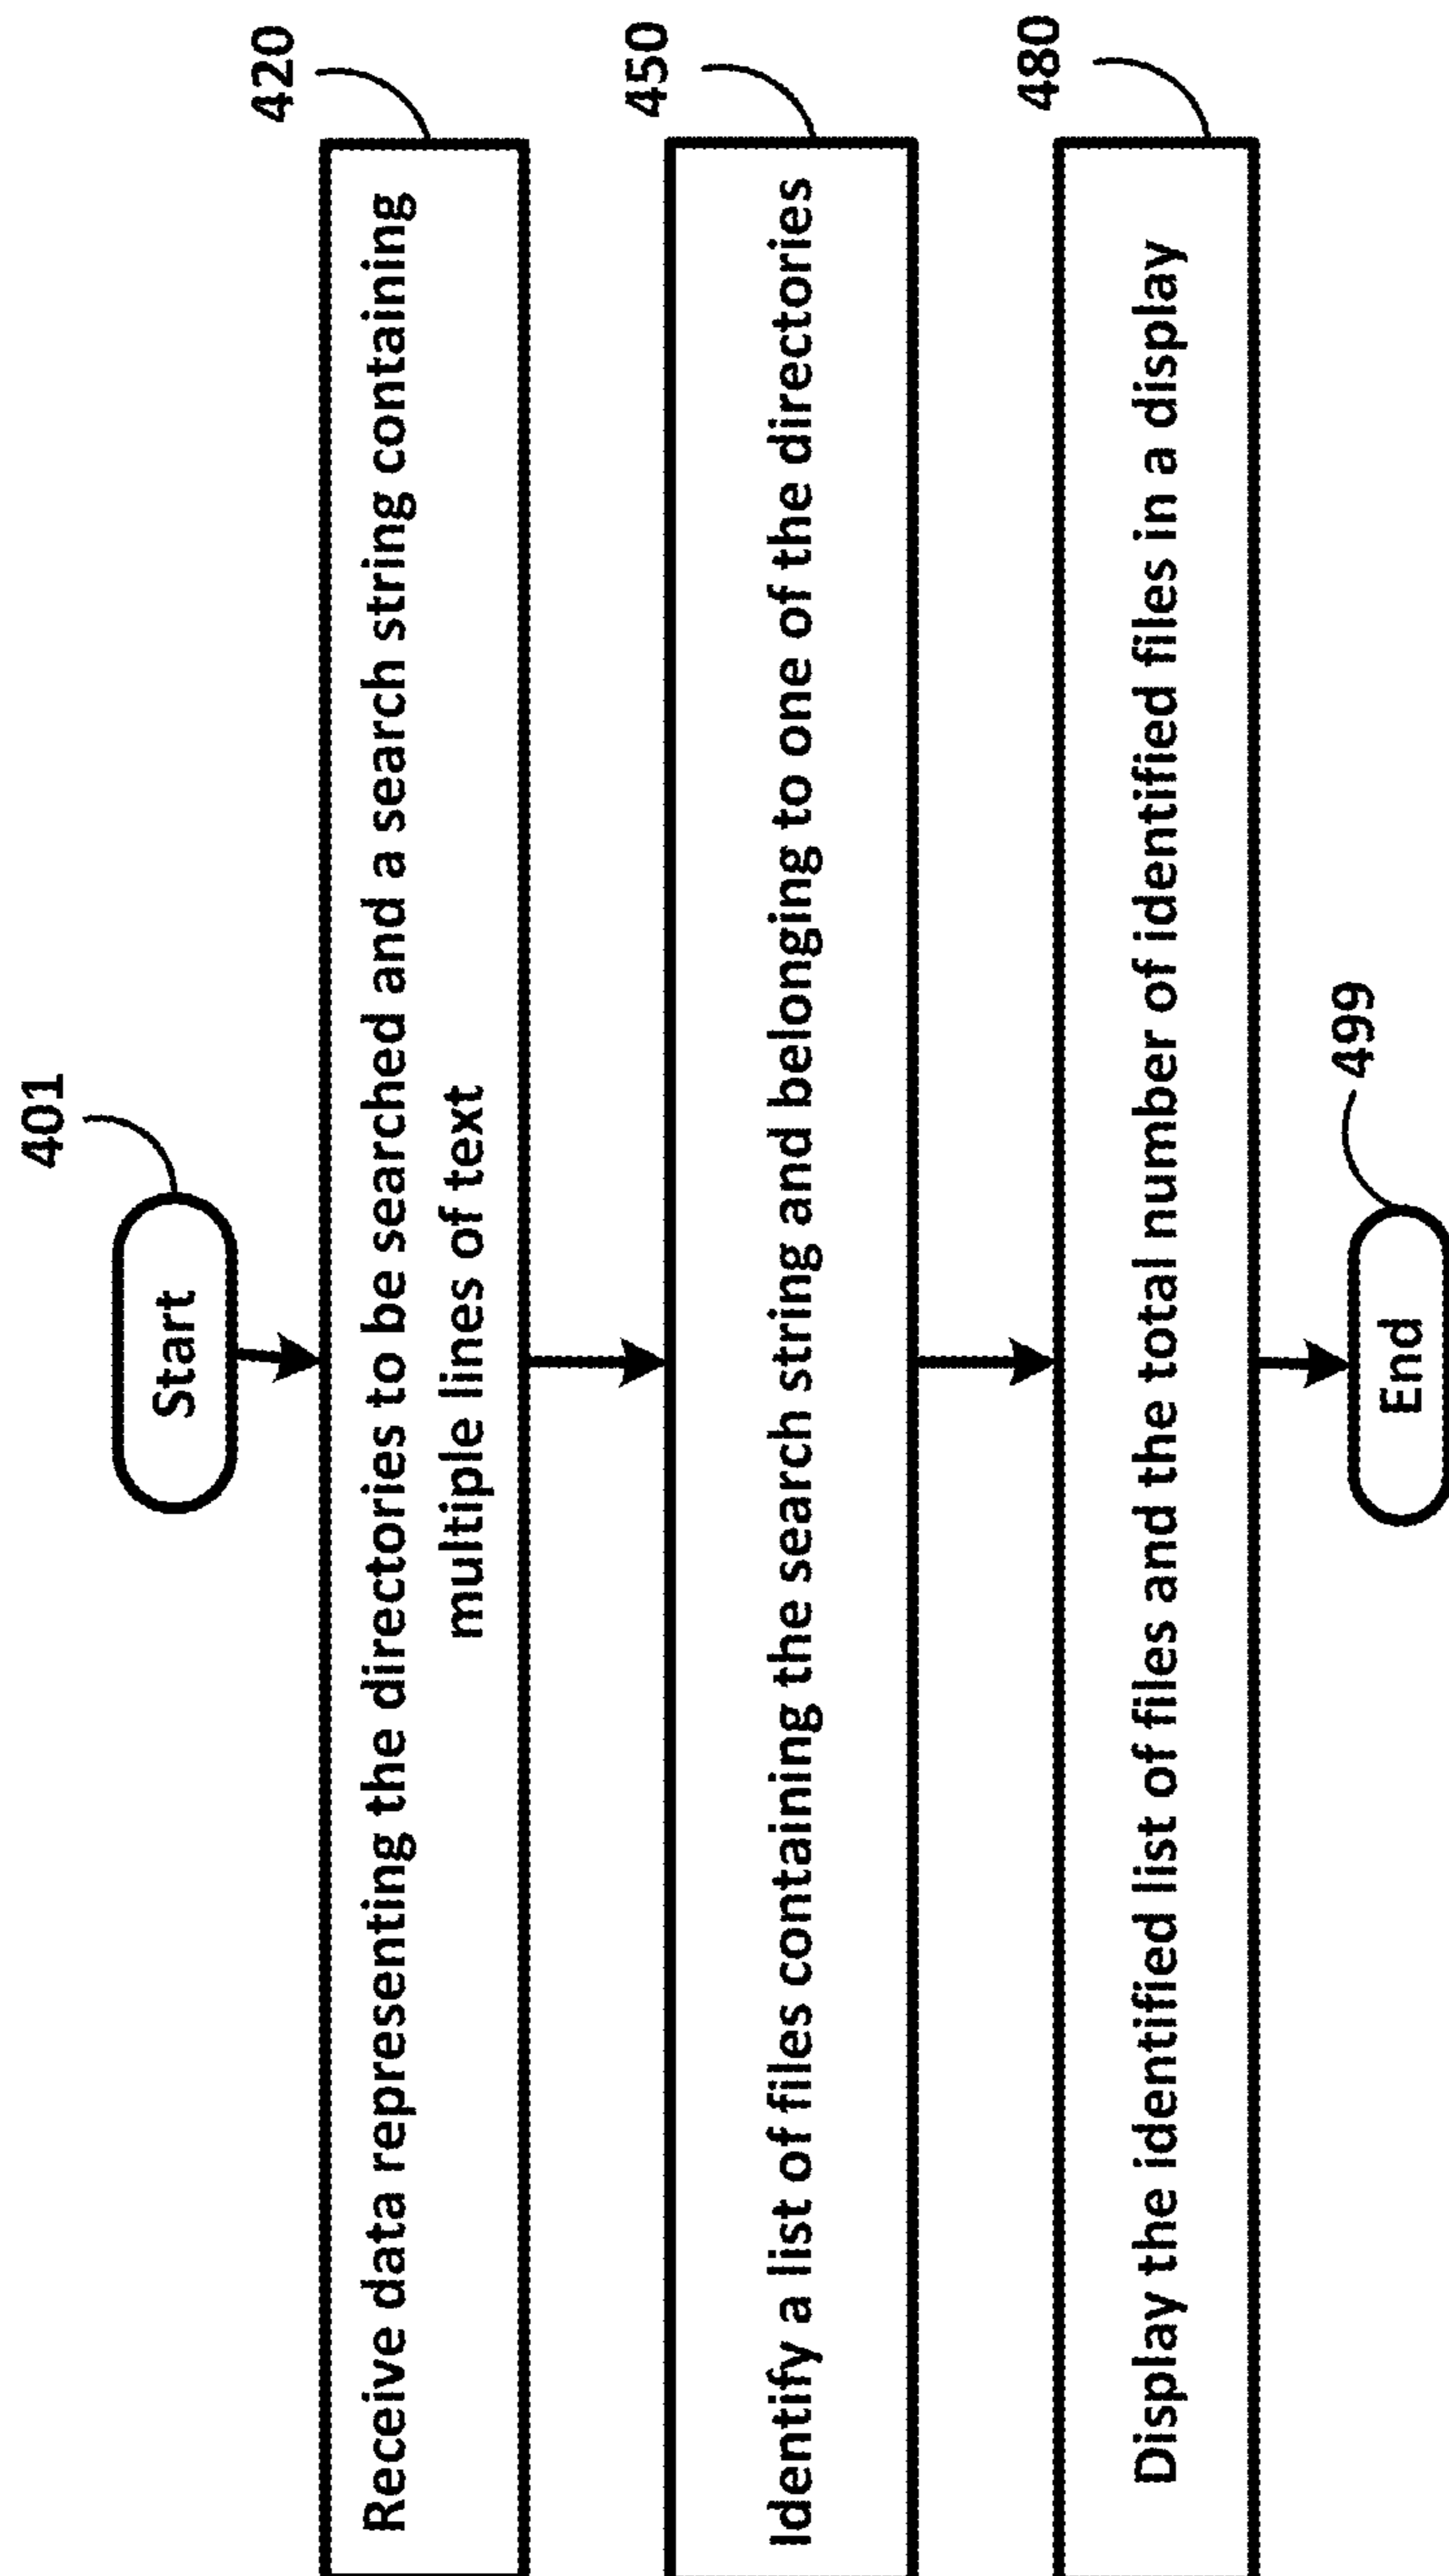 401
Start
420
Receive data representing the directories to be searched and a search string containing
multiple lines of text
450
Identify a list of files containing the search string and belonging to one of the directories
480
Display the identified list of files and the total number of identified files in a display
499
End